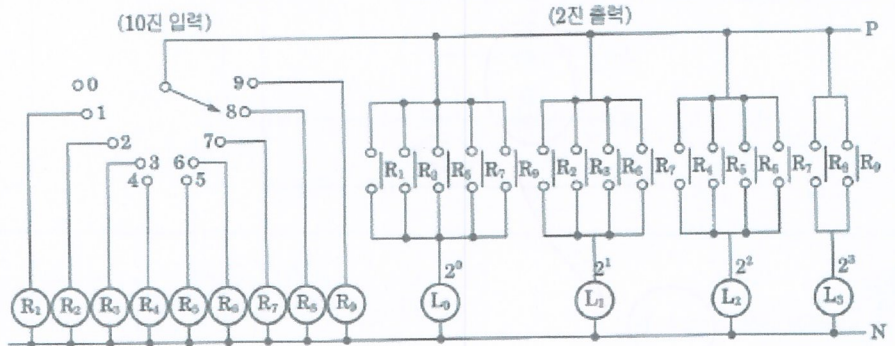 (10진 입력) (2진 출력)
P
0 9
1 8
2 7
3 6
4 5
R₁ R₃ R₅ R₇ R₉ R₂ R₃ R₆ R₇ R₄ R₅ R₆ R₇ R₈ R₉
2⁰ 2¹ 2² 2³
R₁ R₂ R₃ R₄ R₅ R₆ R₇ R₈ R₉ L₀ L₁ L₂ L₃
N